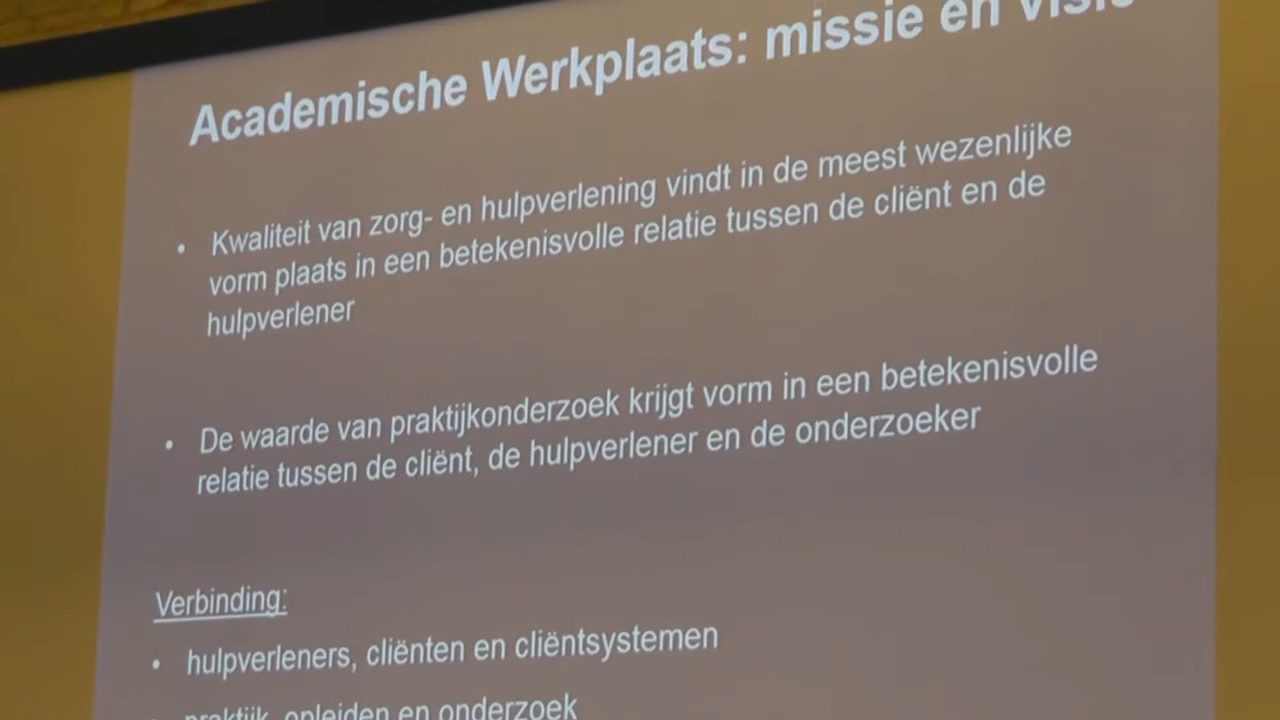 Academische Werkplaats: missie en visie
• Kwaliteit van zorg- en hulpverlening vindt in de meest wezenlijke
vorm plaats in een betekenisvolle relatie tussen de cliënt en de
hulpverlener
• De waarde van praktijkonderzoek krijgt vorm in een betekenisvolle
relatie tussen de cliënt, de hulpverlener en de onderzoeker
Verbinding:
• hulpverleners, cliënten en cliëntsystemen
praktijk, opleiden en onderzoek